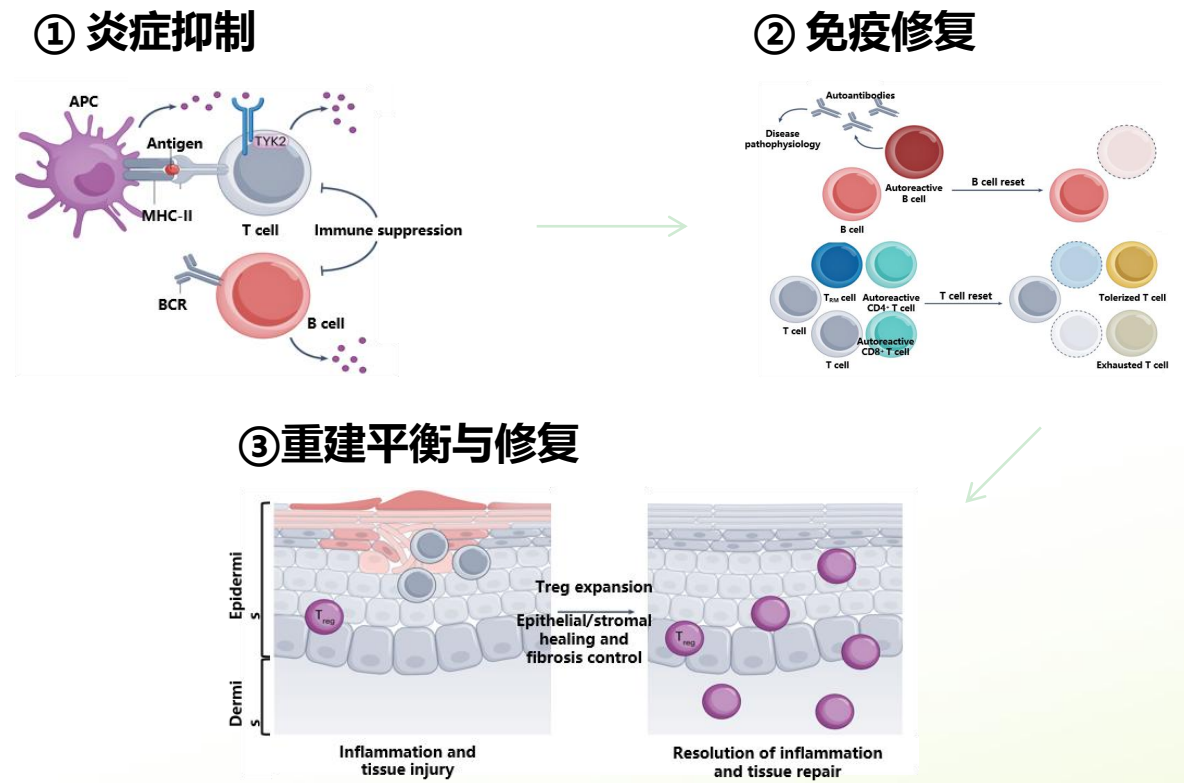 ① 炎症抑制
APC
Antigen
TYK2
MHC-II
T cell
Immune suppression
BCR
B cell
② 免疫修复
Autoantibodies
Disease
pathophysiology
Autoreactive
B cell
B cell
B cell reset
TRM cell
Autoreactive
CD4+ T cell
T cell
T cell
Autoreactive
CD8+ T cell
T cell reset
Tolerized T cell
Exhausted T cell
③重建平衡与修复
Epidermi
s
Dermi
s
Treg
Treg expansion
Epithelial/stromal
healing and
fibrosis control
Treg
Inflammation and
tissue injury
Resolution of inflammation
and tissue repair